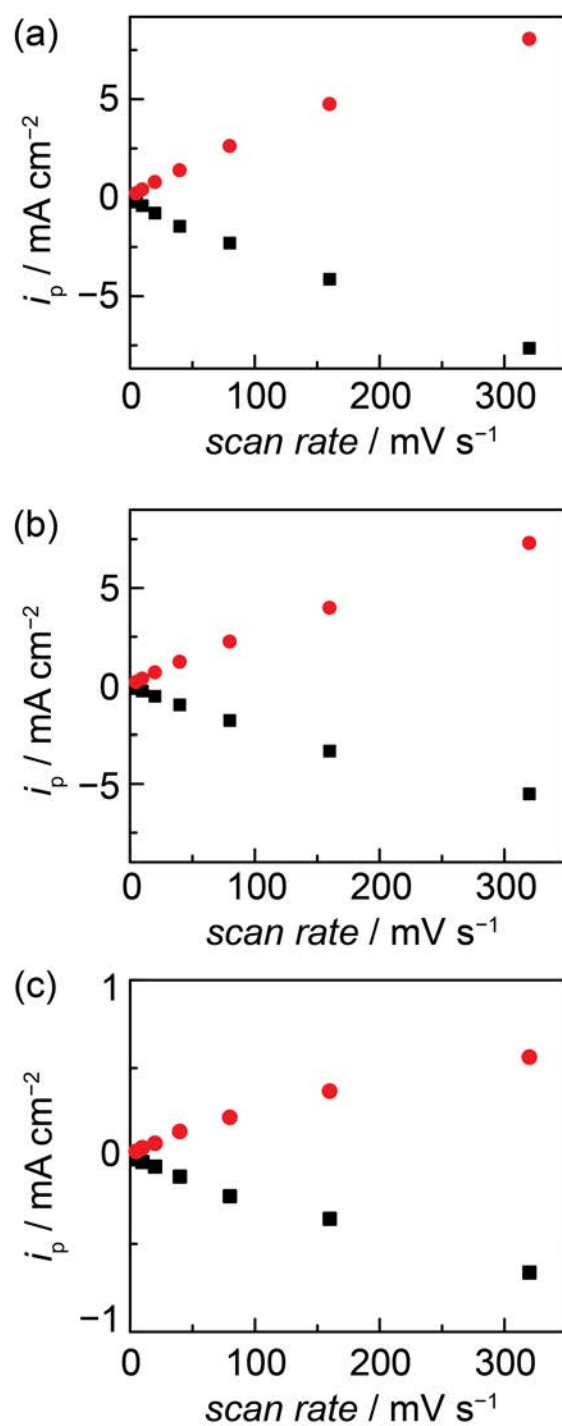 (a)
5
0
−5
i_p / mA cm⁻²
0 100 200 300
scan rate / mV s⁻¹
(b)
5
0
−5
i_p / mA cm⁻²
0 100 200 300
scan rate / mV s⁻¹
(c)
1
0
−1
i_p / mA cm⁻²
0 100 200 300
scan rate / mV s⁻¹